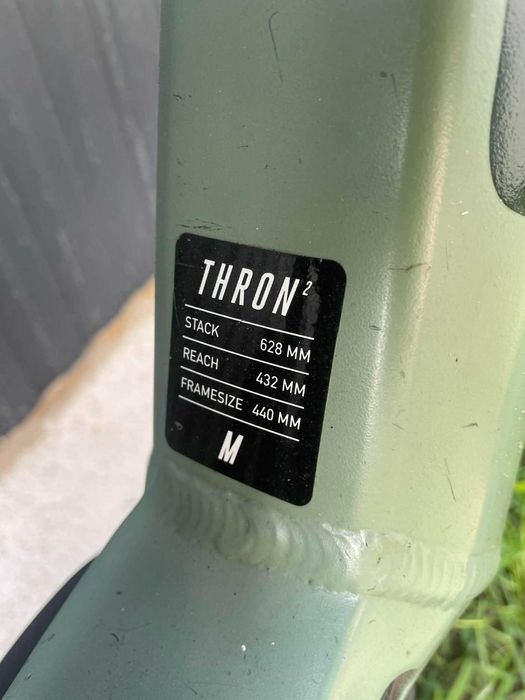 THRON²
STACK 628 MM
REACH 432 MM
FRAMESIZE 440 MM
M